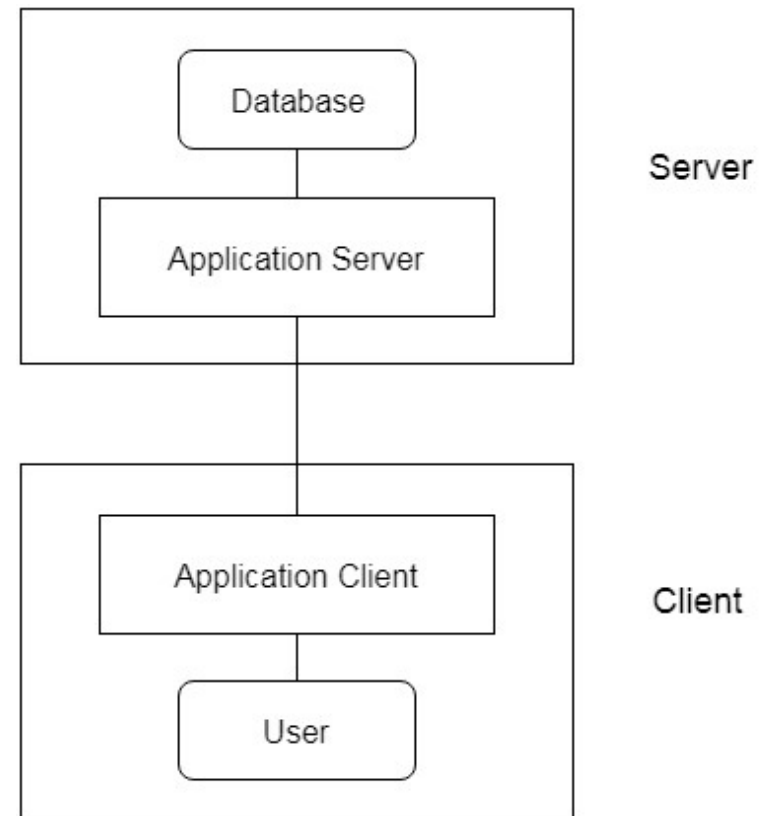 Database
Server
Application Server
Application Client
Client
User